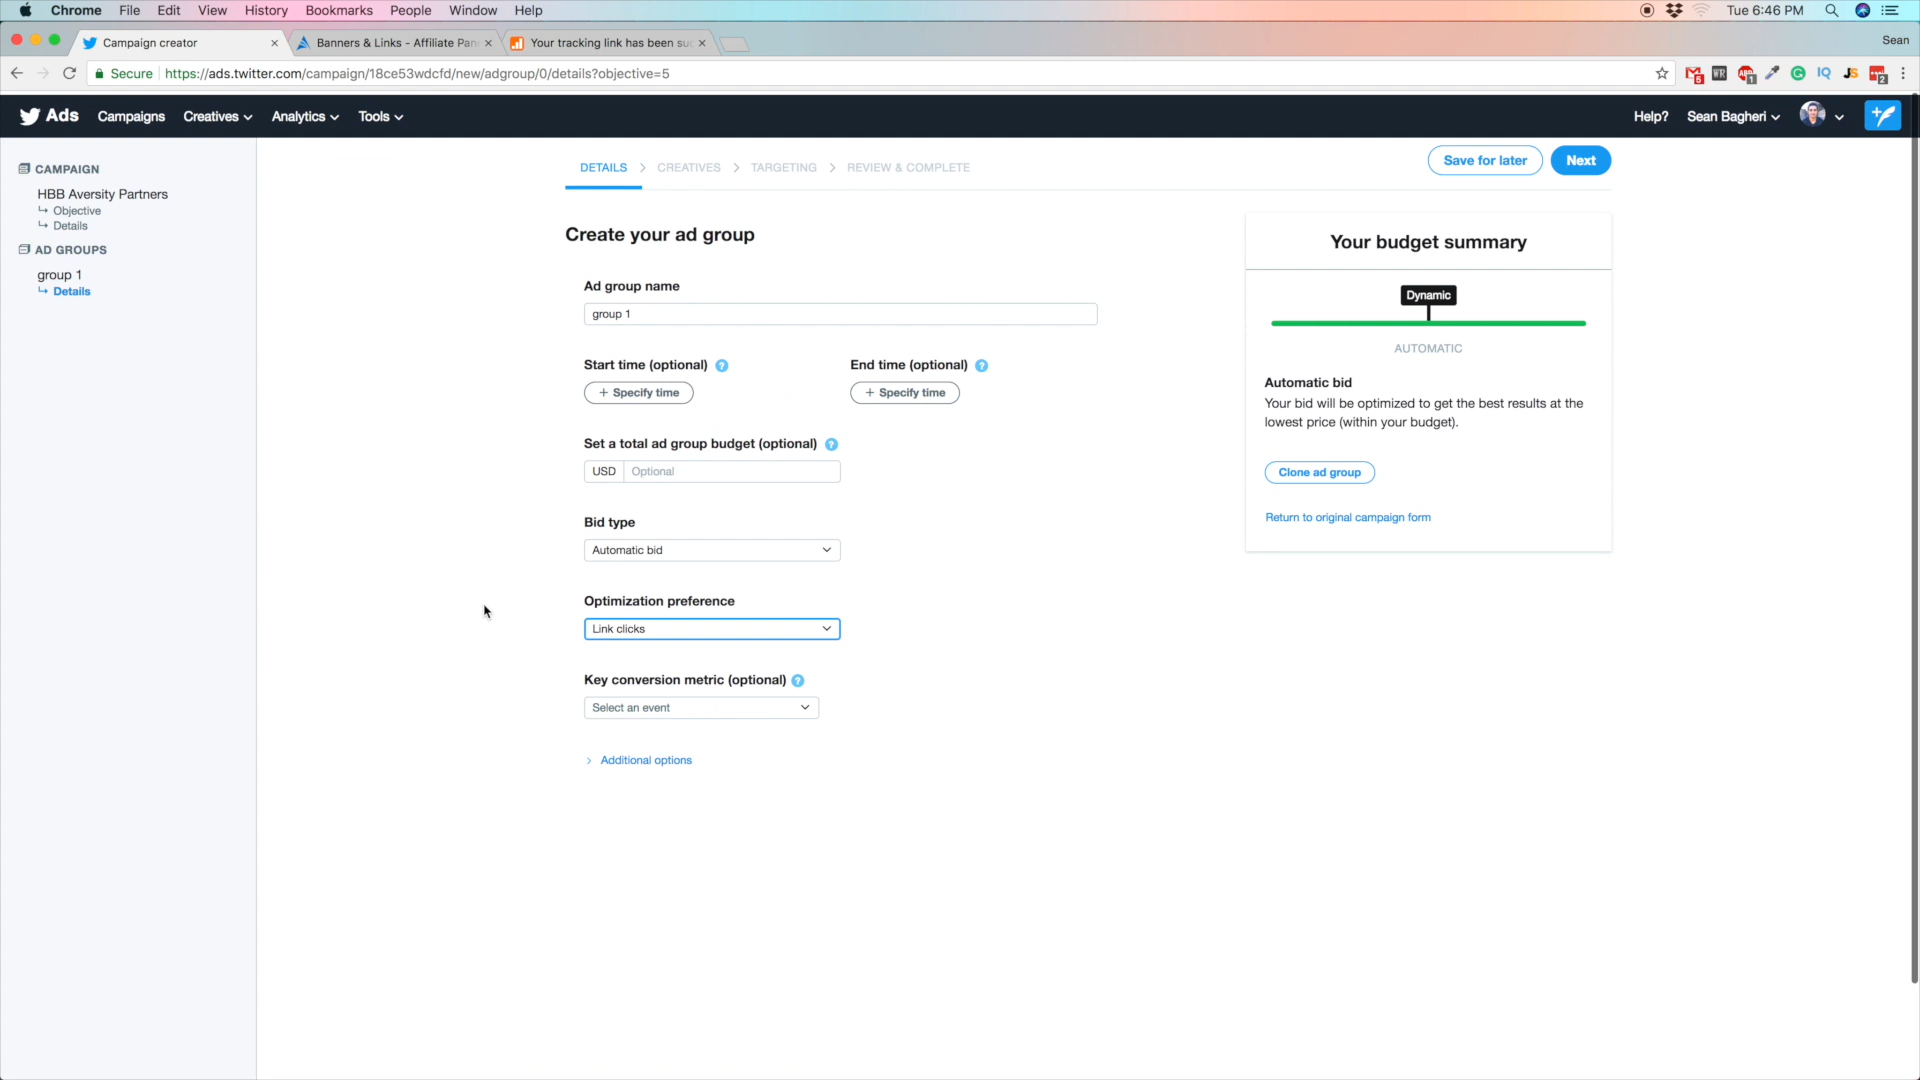 Chrome File Edit View History Bookmarks People Window Help Tue 6:46 PM
Campaign creator Banners & Links - Affiliate Pan Your tracking link has been su Sean
Secure https://ads.twitter.com/campaign/18ce53wdcfd/new/adgroup/0/details?objective=5
Ads Campaigns Creatives Analytics Tools Help? Sean Bagheri
CAMPAIGN
HBB Aversity Partners
Objective
Details
AD GROUPS
group 1
Details
DETAILS CREATIVES TARGETING REVIEW & COMPLETE
Save for later Next
Create your ad group
Ad group name
group 1
Start time (optional) ? End time (optional) ?
+ Specify time + Specify time
Set a total ad group budget (optional) ?
USD Optional
Bid type
Automatic bid
Optimization preference
Link clicks
Key conversion metric (optional) ?
Select an event
Additional options
Your budget summary
Dynamic
AUTOMATIC
Automatic bid
Your bid will be optimized to get the best results at the
lowest price (within your budget).
Clone ad group
Return to original campaign form